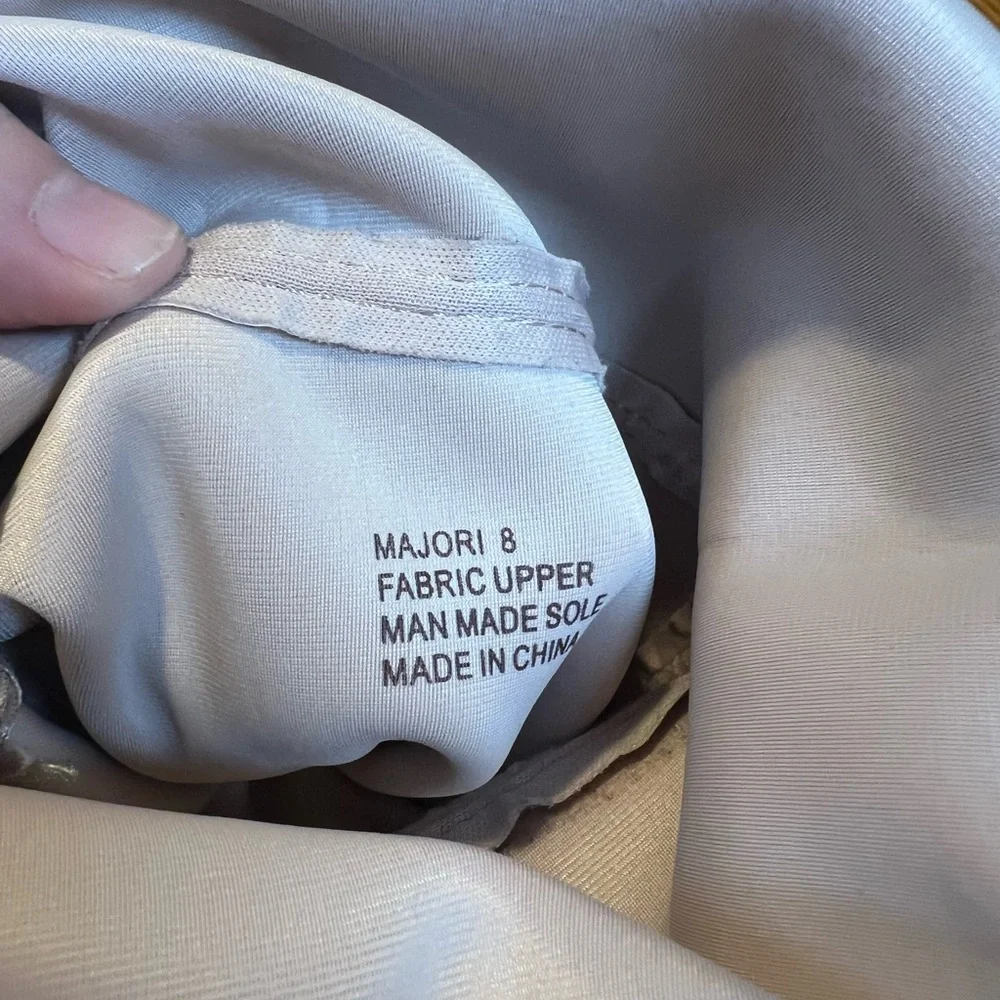 MAJORI 8
FABRIC UPPER
MAN MADE SOLE
MADE IN CHINA